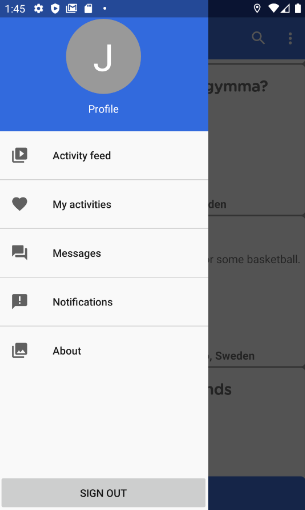 1:45
J
Profile
gymma?
Activity feed
My activities
den
Messages
or some basketball.
Notifications
About
, Sweden
nds
SIGN OUT